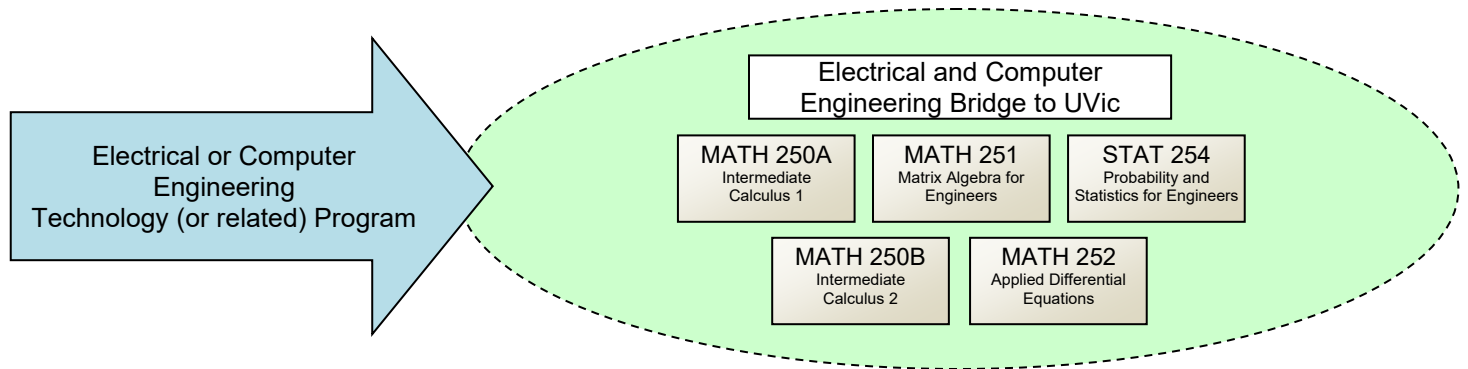 Electrical or Computer
Engineering
Technology (or related) Program
Electrical and Computer
Engineering Bridge to UVic
MATH 250A
Intermediate
Calculus 1
MATH 251
Matrix Algebra for
Engineers
STAT 254
Probability and
Statistics for Engineers
MATH 250B
Intermediate
Calculus 2
MATH 252
Applied Differential
Equations